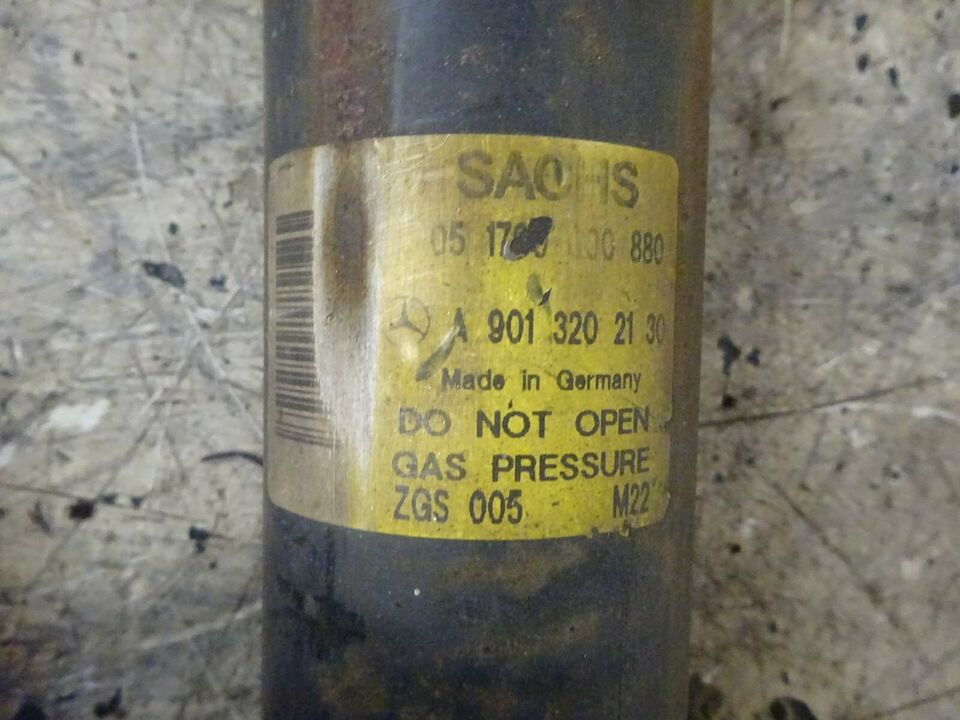 SACHS
05 880
A 901 320 21 30
Made in Germany
DO NOT OPEN
GAS PRESSURE
ZGS 005 M22